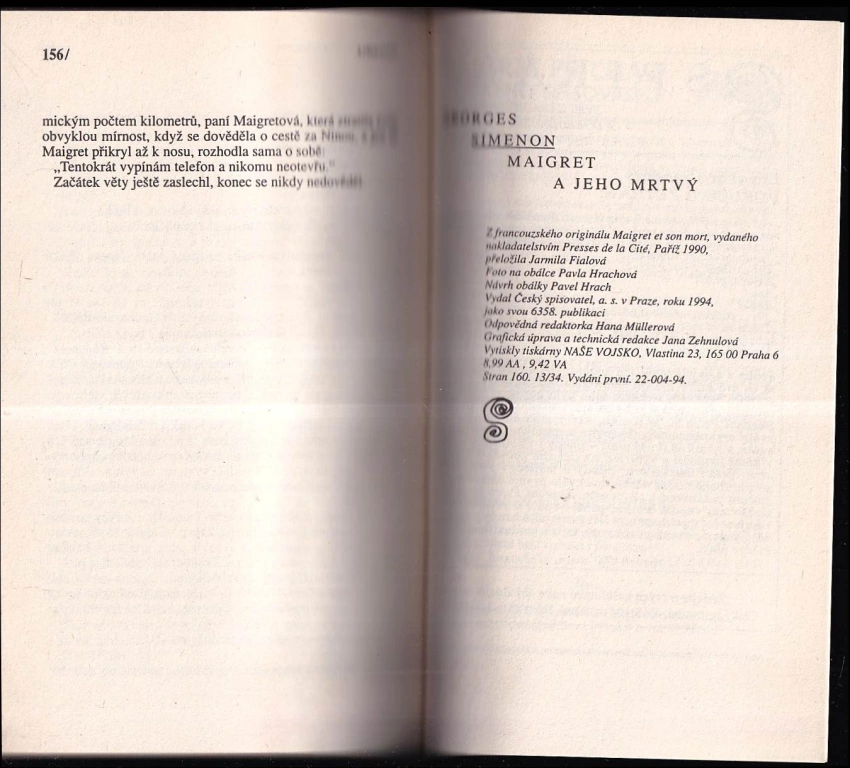 156/
mickým počtem kilometrů, paní Maigretová, která
obvyklou mírnost, když se dověděla o cestě za
Maigret přikryl až k nosu, rozhodla sama o sobě:
„Tentokrát vypínám telefon a nikomu neotevřu.“
Začátek věty ještě zaslechl, konec se nikdy nedověděl.
GEORGES
SIMENON
MAIGRET
A JEHO MRTVÝ
Z francouzského originálu Maigret et son mort, vydaného
nakladatelstvím Presses de la Cité, Paříž 1990,
přeložila Jarmila Fialová
Foto na obálce Pavla Hrachová
Návrh obálky Pavel Hrach
Vydal Český spisovatel, a. s. v Praze, roku 1994,
jako svou 6358. publikaci
Odpovědná redaktorka Hana Müllerová
Grafická úprava a technická redakce Jana Zehnulová
Vytiskly tiskárny NAŠE VOJSKO, Vlastina 23, 165 00 Praha 6
8,99 AA , 9,42 VA
Stran 160. 13/34. Vydání první. 22-004-94.